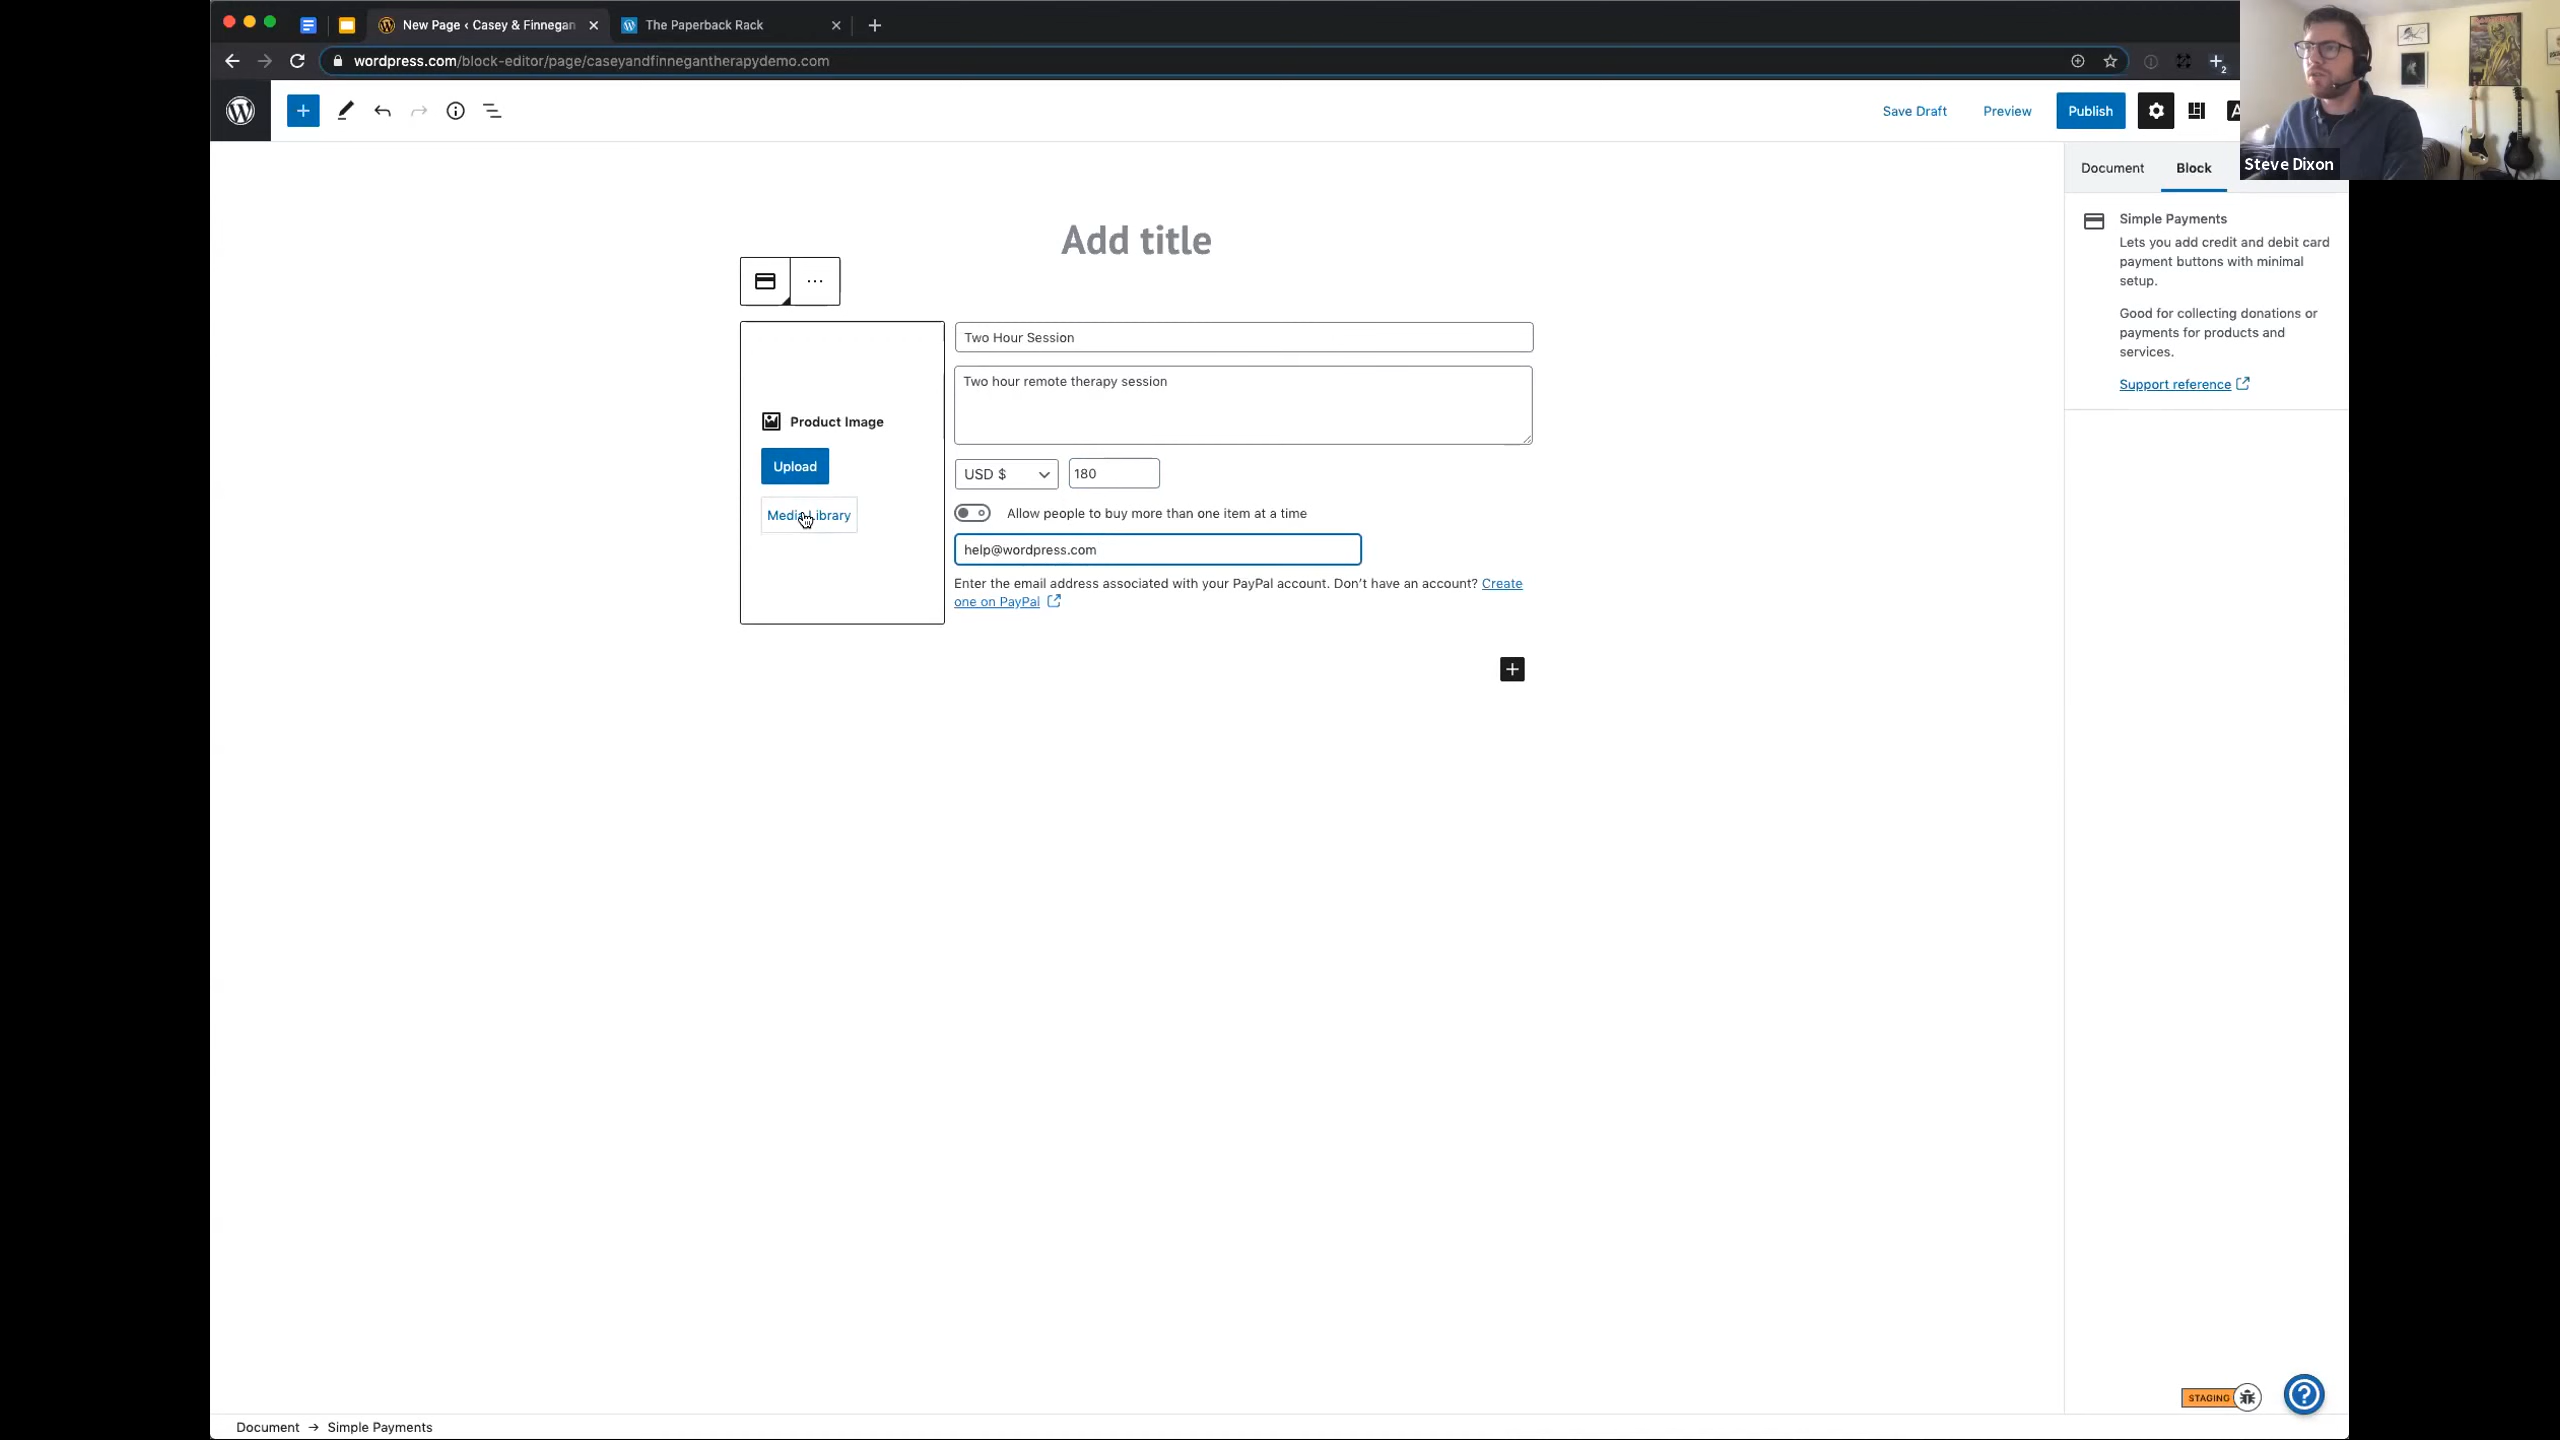 New Page ‹ Casey & Finnegan
The Paperback Rack
wordpress.com/block-editor/page/caseyandfinnegantherapydemo.com
2
Save Draft
Preview
Publish
Steve Dixon
Document
Block
Add title
Simple Payments
Lets you add credit and debit card
payment buttons with minimal
setup.
Good for collecting donations or
payments for products and
services.
Support reference
Two Hour Session
Two hour remote therapy session
Product Image
Upload
Media Library
USD $
180
Allow people to buy more than one item at a time
help@wordpress.com
Enter the email address associated with your PayPal account. Don’t have an account? Create
one on PayPal
STAGING
Document → Simple Payments